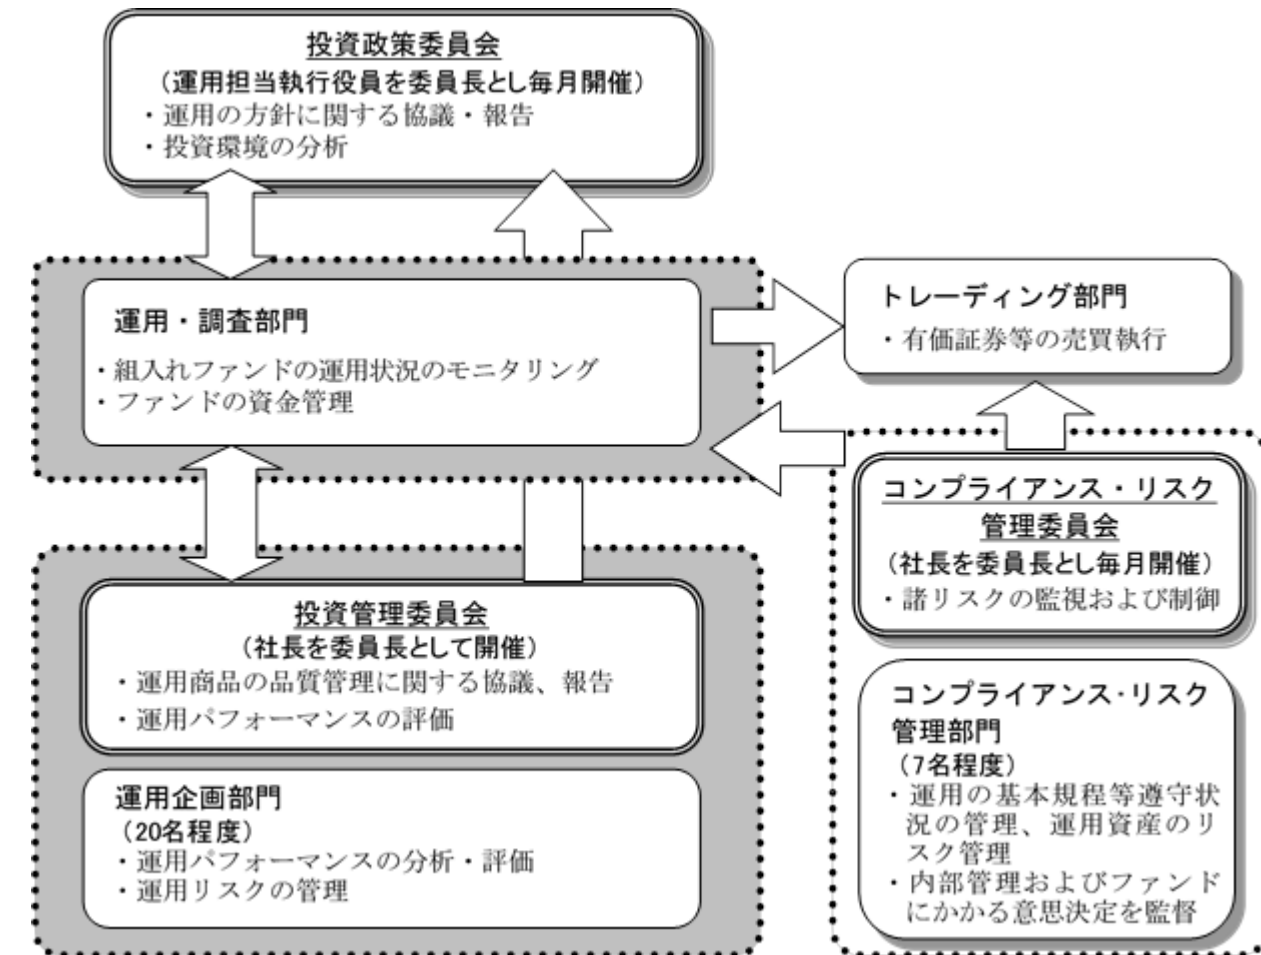 投資政策委員会
(運用担当執行役員を委員長とし毎月開催)
・運用の方針に関する協議・報告
・投資環境の分析
運用・調査部門
・組入れファンドの運用状況のモニタリング
・ファンドの資金管理
トレーディング部門
・有価証券等の売買執行
コンプライアンス・リスク
管理委員会
(社長を委員長とし毎月開催)
・諸リスクの監視および制御
投資管理委員会
(社長を委員長として開催)
・運用商品の品質管理に関する協議、報告
・運用パフォーマンスの評価
運用企画部門
(20名程度)
・運用パフォーマンスの分析・評価
・運用リスクの管理
コンプライアンス・リスク
管理部門
(7名程度)
・運用の基本規程等遵守状
況の管理、運用資産のリ
スク管理
・内部管理およびファンド
にかかる意思決定を監督